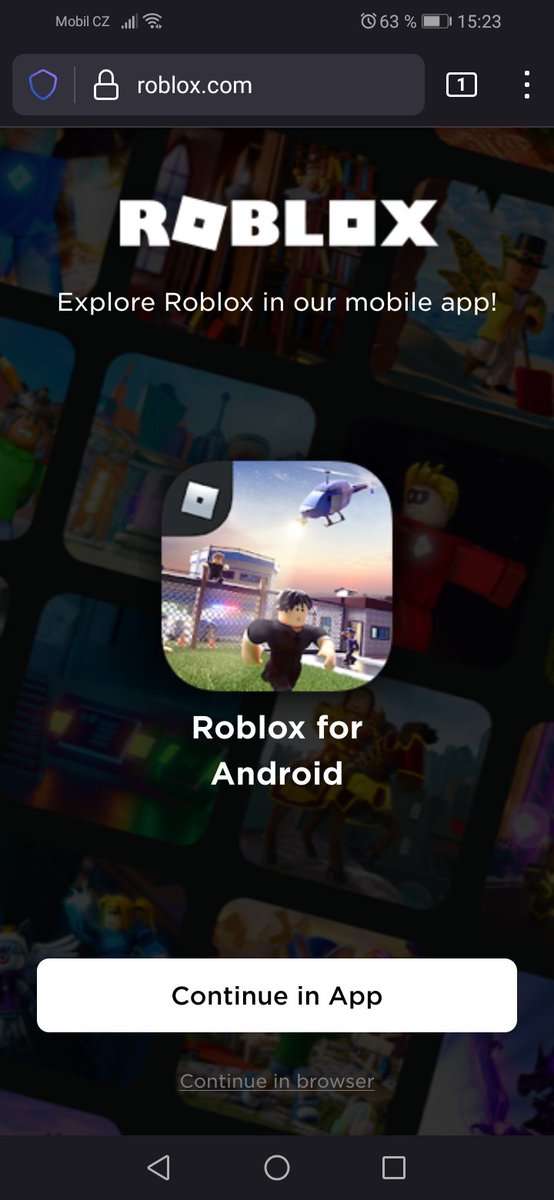 Mobil CZ 63 % 15:23
roblox.com 1
ROBLOX
Explore Roblox in our mobile app!
Roblox for
Android
Continue in App
Continue in browser